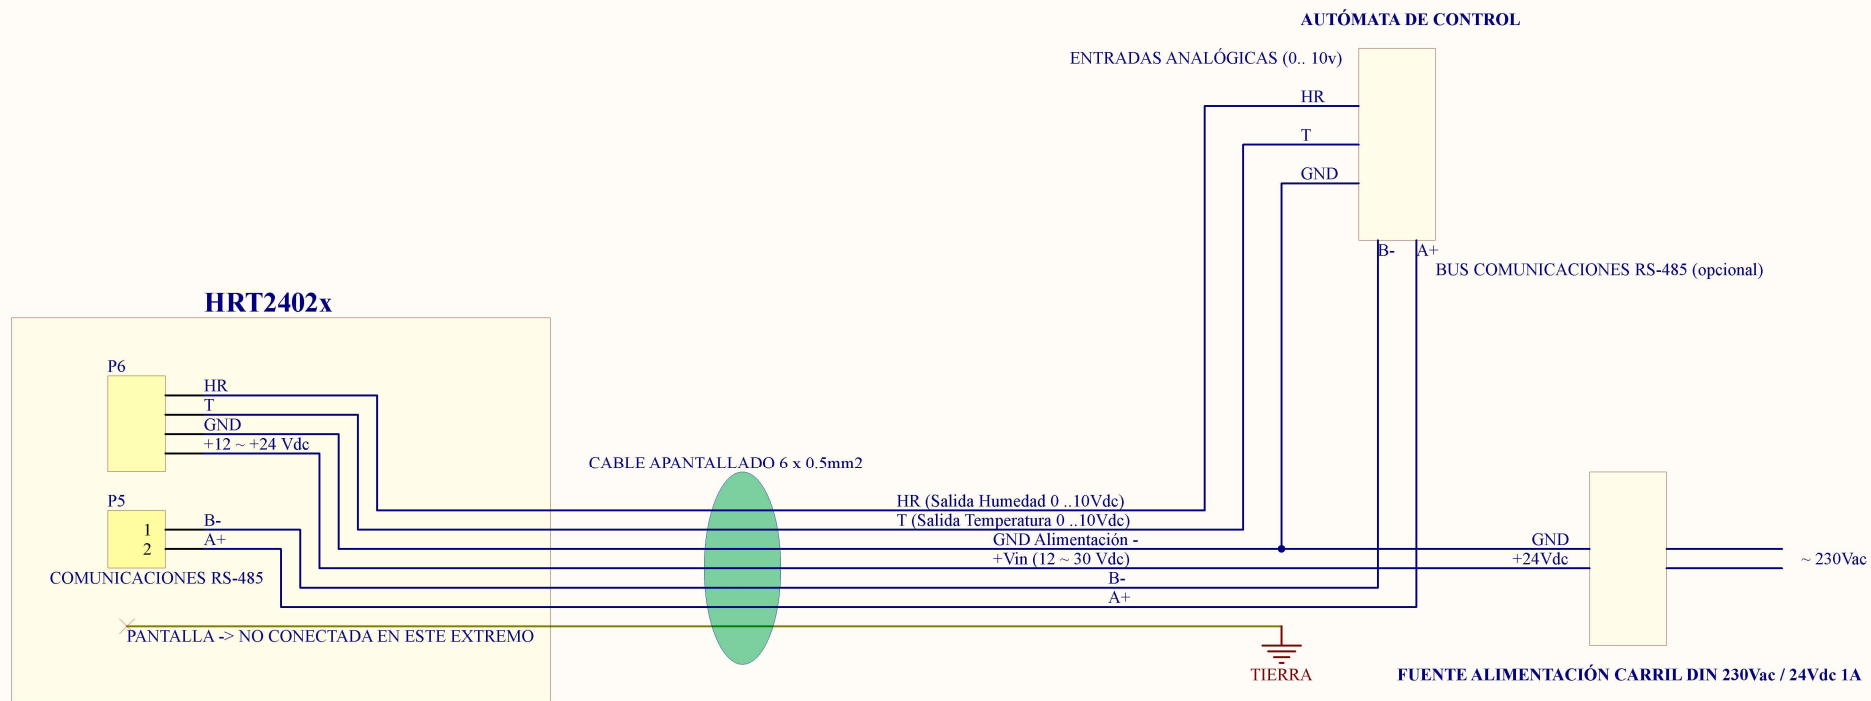 AUTÓMATA DE CONTROL
ENTRADAS ANALÓGICAS (0.. 10v)
HR
T
GND
B-
A+
BUS COMUNICACIONES RS-485 (opcional)
HRT2402x
P6
HR
T
GND
+12 ~ +24 Vdc
P5
1
2
B-
A+
COMUNICACIONES RS-485
PANTALLA -> NO CONECTADA EN ESTE EXTREMO
CABLE APANTALLADO 6 x 0.5mm2
HR (Salida Humedad 0 ..10Vdc)
T (Salida Temperatura 0 ..10Vdc)
GND Alimentación -
+Vin (12 ~ 30 Vdc)
B-
A+
GND
+24Vdc
~ 230Vac
TIERRA
FUENTE ALIMENTACIÓN CARRIL DIN 230Vac / 24Vdc 1A